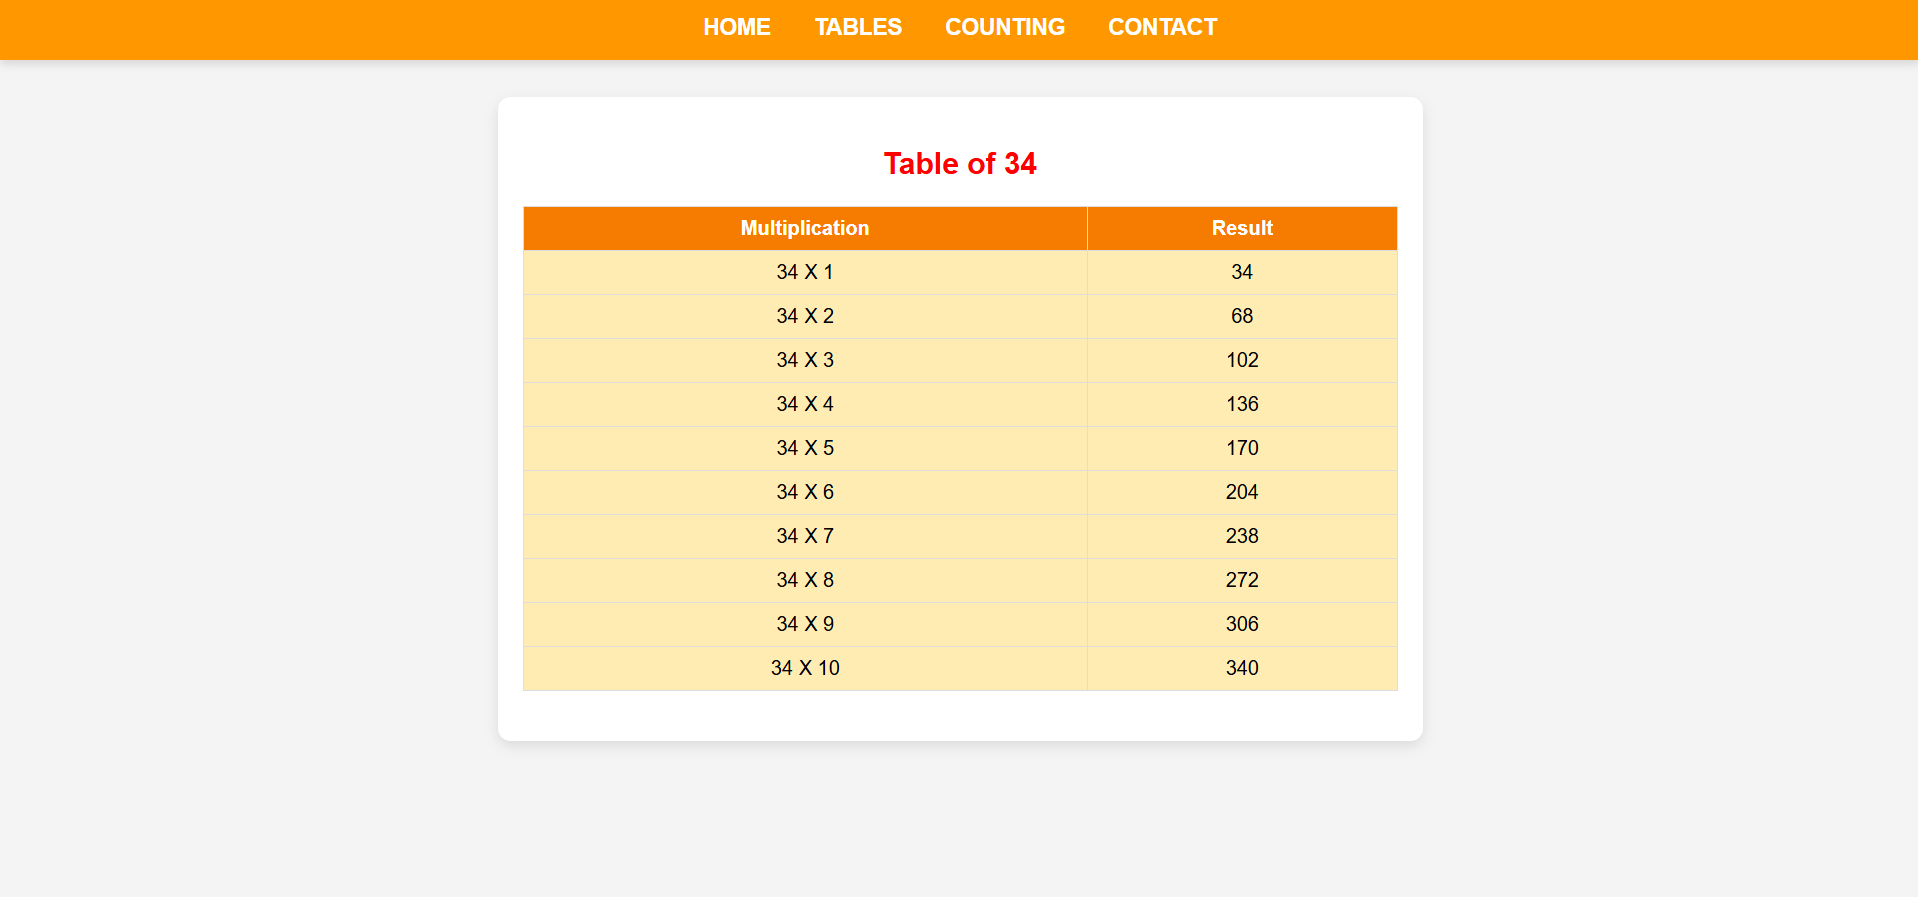 HOME TABLES COUNTING CONTACT
Table of 34
Multiplication Result
34 X 1 34
34 X 2 68
34 X 3 102
34 X 4 136
34 X 5 170
34 X 6 204
34 X 7 238
34 X 8 272
34 X 9 306
34 X 10 340